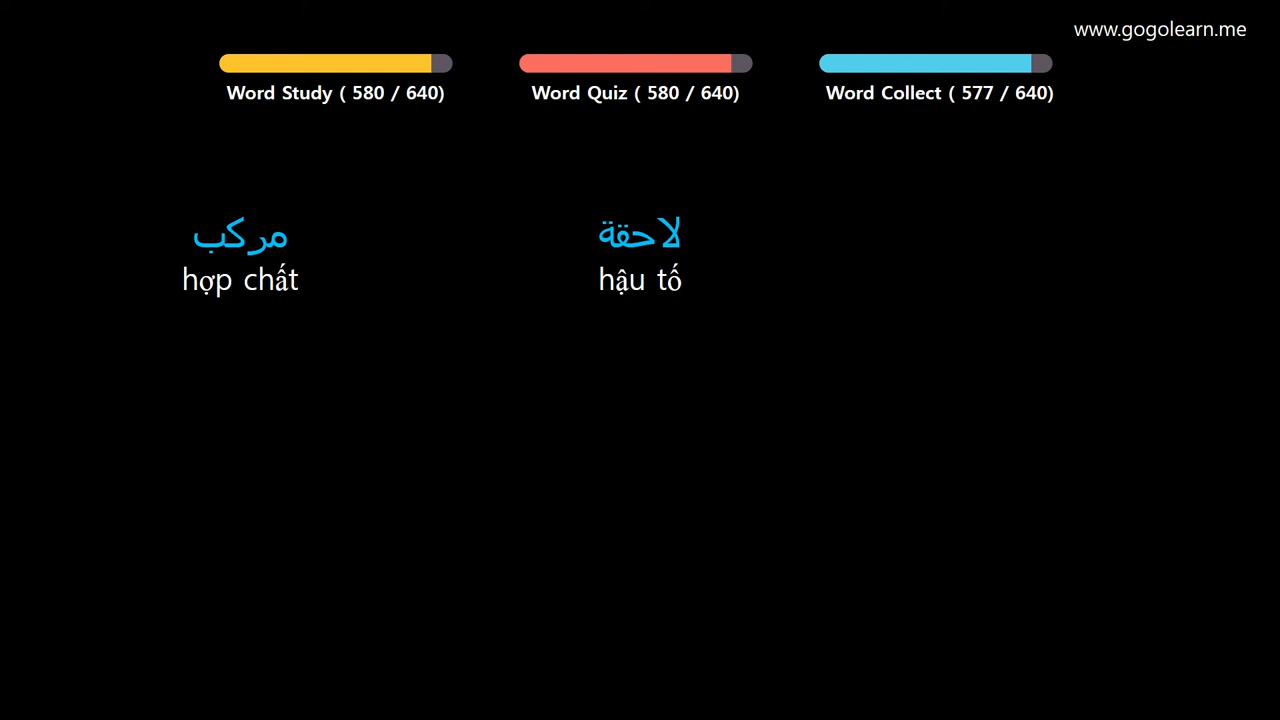 www.gogolearn.me
Word Study ( 580 / 640)
Word Quiz ( 580 / 640)
Word Collect ( 577 / 640)
مركب
hợp chất
لاحقة
hậu tố